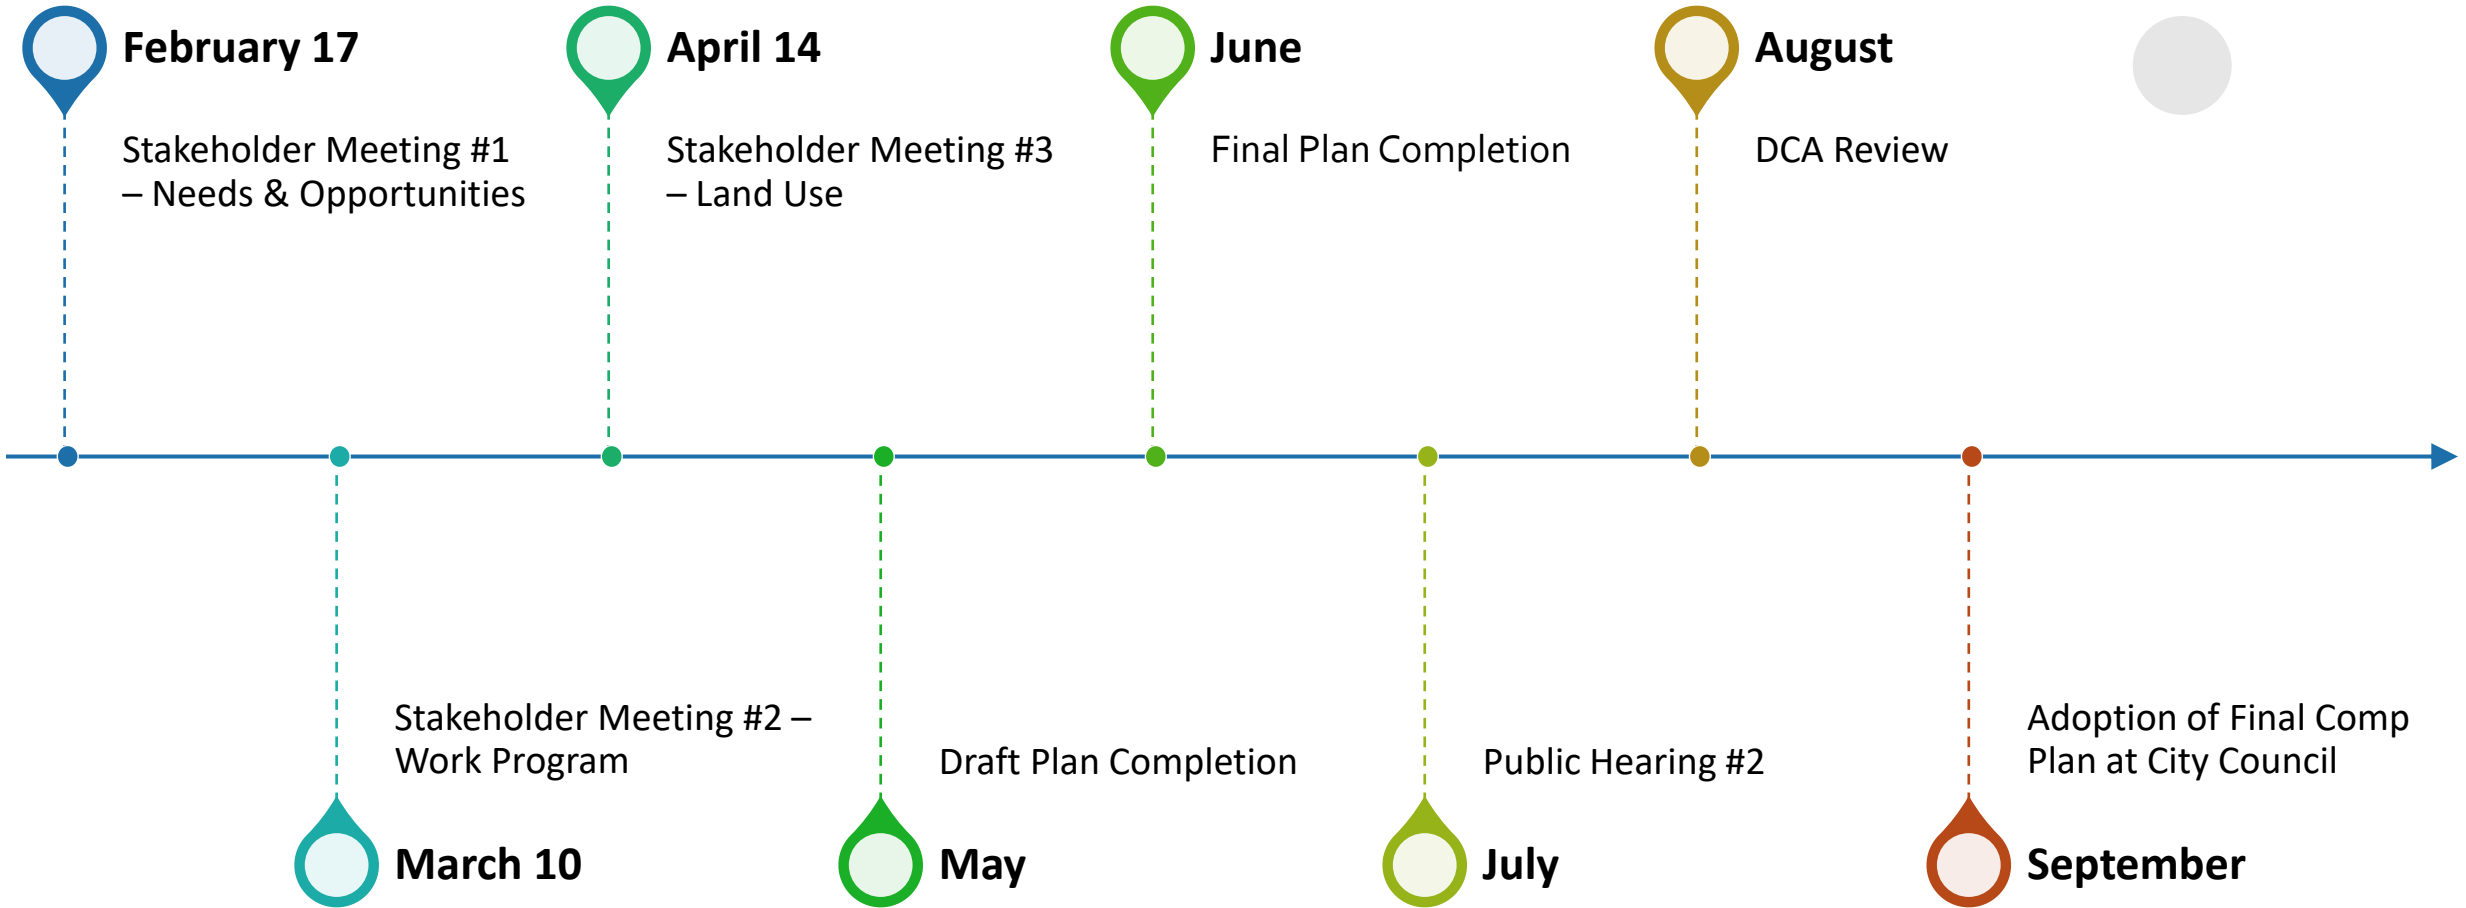 February 17
Stakeholder Meeting #1
– Needs & Opportunities
April 14
Stakeholder Meeting #3
– Land Use
June
Final Plan Completion
August
DCA Review
Stakeholder Meeting #2 –
Work Program
March 10
Draft Plan Completion
May
Public Hearing #2
July
Adoption of Final Comp
Plan at City Council
September